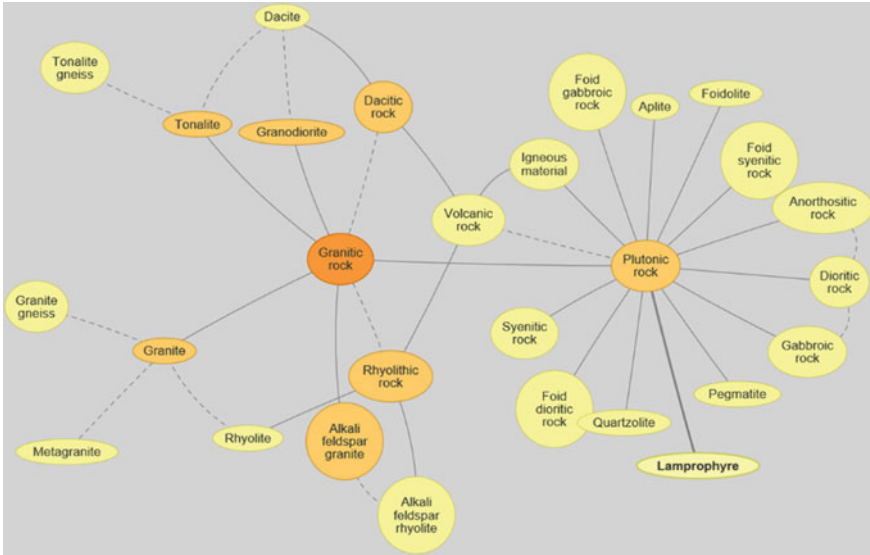 Dacite
Tonalite
gneiss
Tonalite
Granodiorite
Dacitic
rock
Foid
gabbroic
rock
Aplite
Foidolite
Igneous
material
Foid
syenitic
rock
Volcanic
rock
Anorthositic
rock
Granitic
rock
Plutonic
rock
Dioritic
rock
Granite
gneiss
Granite
Syenitic
rock
Gabbroic
rock
Rhyolithic
rock
Foid
dioritic
rock
Pegmatite
Quartzolite
Metagranite
Rhyolite
Alkali
feldspar
granite
Lamprophyre
Alkali
feldspar
rhyolite